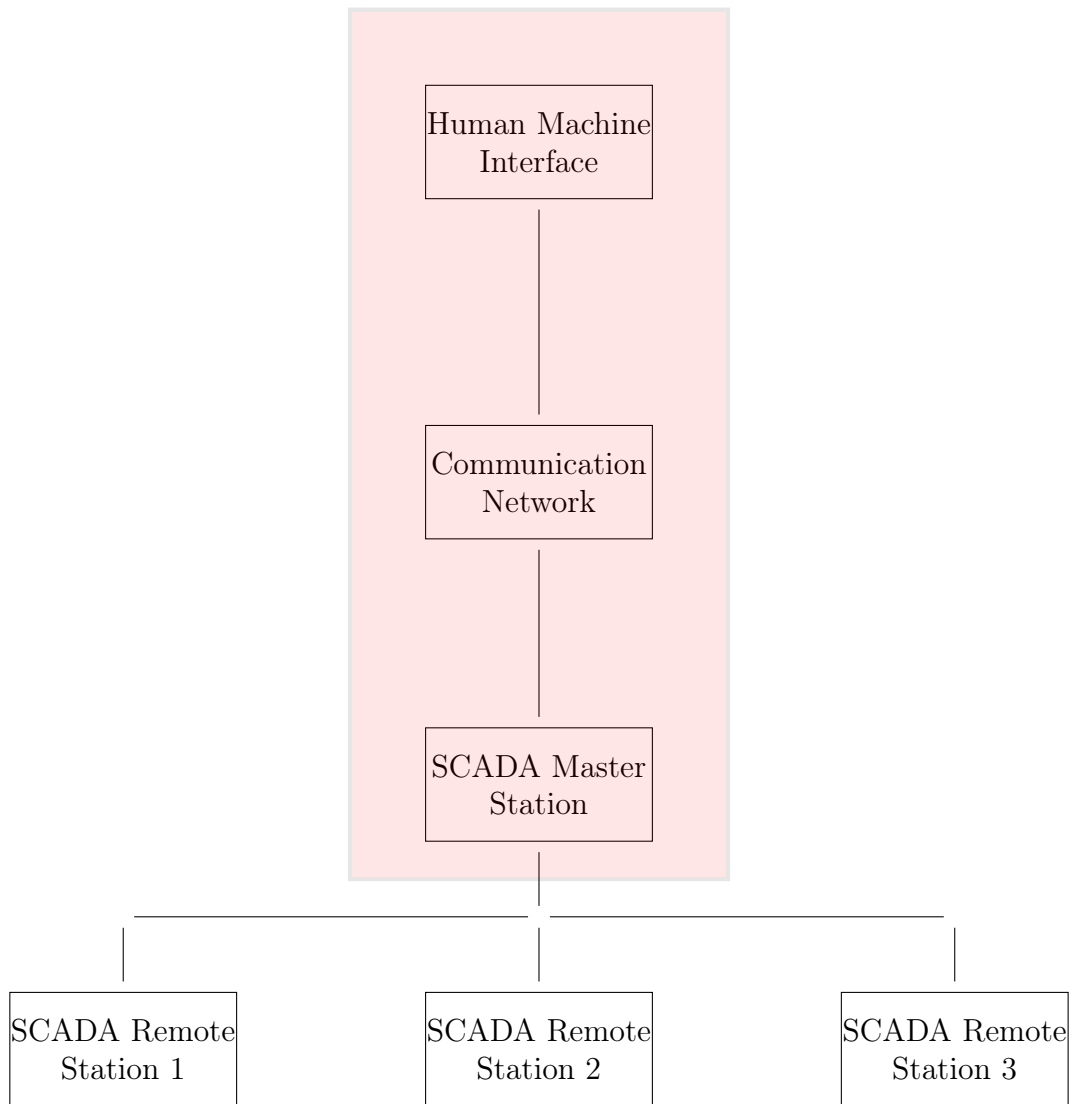 Human Machine
Interface
Communication
Network
SCADA Master
Station
SCADA Remote
Station 1
SCADA Remote
Station 2
SCADA Remote
Station 3